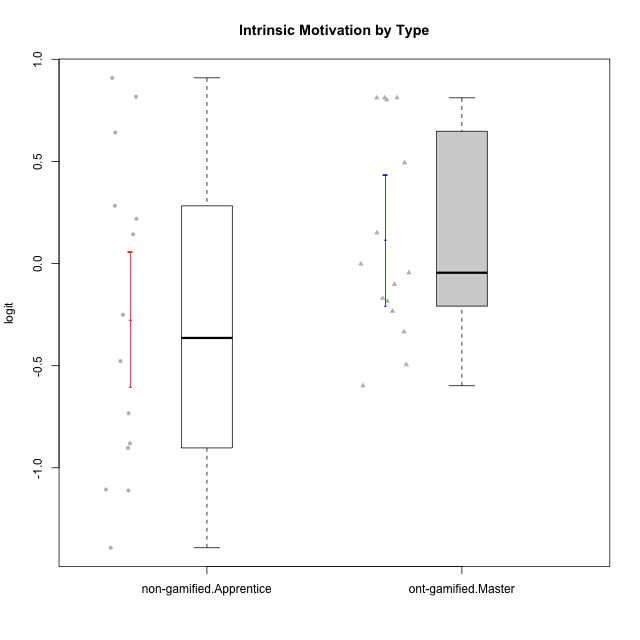 Intrinsic Motivation by Type
1.0
0.5
0.0
-0.5
-1.0
logit
non-gamified.Apprentice
ont-gamified.Master